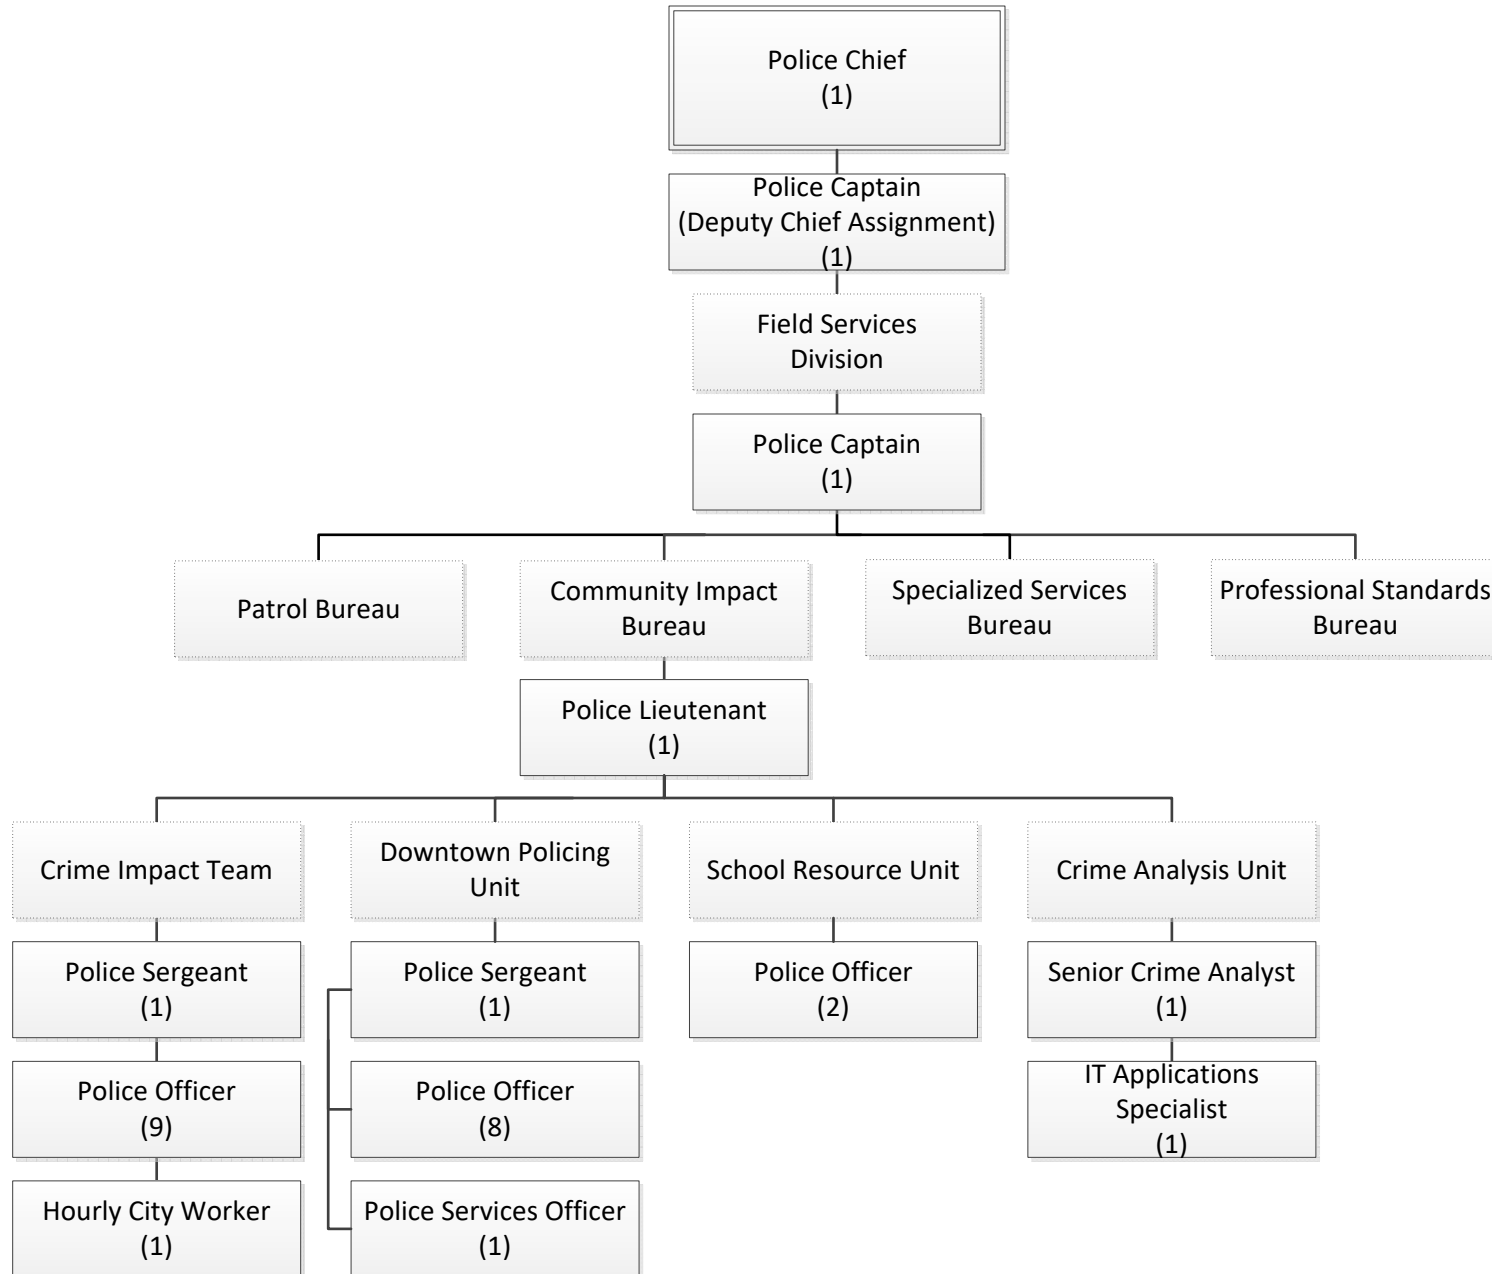 Police Chief
(1)
Police Captain
(Deputy Chief Assignment)
(1)
Field Services
Division
Police Captain
(1)
Patrol Bureau
Community Impact
Bureau
Specialized Services
Bureau
Professional Standards
Bureau
Police Lieutenant
(1)
Crime Impact Team
Downtown Policing
Unit
School Resource Unit
Crime Analysis Unit
Police Sergeant
(1)
Police Sergeant
(1)
Police Officer
(2)
Senior Crime Analyst
(1)
Police Officer
(9)
Police Officer
(8)
IT Applications
Specialist
(1)
Hourly City Worker
(1)
Police Services Officer
(1)